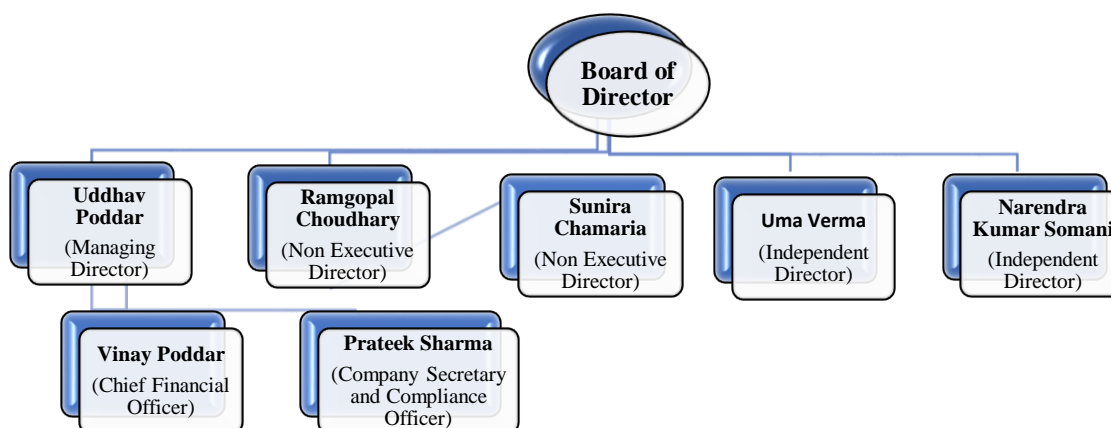 Board of
Director
Uddhav
Poddar
(Managing
Director)
Ramgopal
Choudhary
(Non Executive
Director)
Sunira
Chamaria
(Non Executive
Director)
Uma Verma
(Independent
Director)
Narendra
Kumar Somani
(Independent
Director)
Vinay Poddar
(Chief Financial
Officer)
Prateek Sharma
(Company Secretary
and Compliance
Officer)